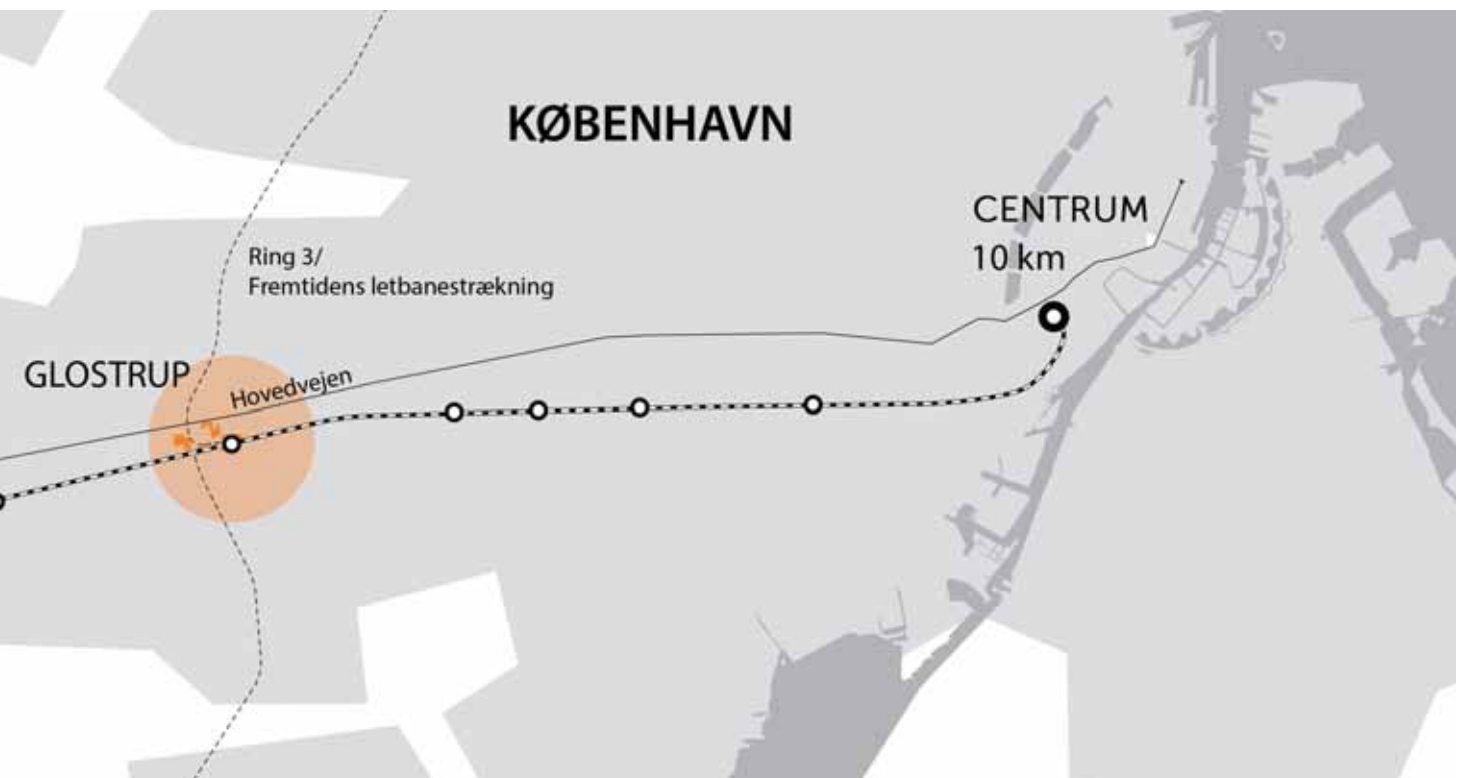 KØBENHAVN
CENTRUM
10 km
Ring 3/
Fremtidens letbanestrækning
GLOSTRUP
Hovedvejen